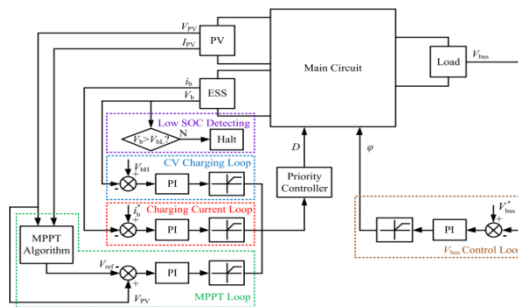 V_PV
I_PV
PV
Main Circuit
Load
V_bus
i_b
V_b
ESS
Low SOC Detecting
V_b>V_bL?
N
Halt
D
φ
CV Charging Loop
V_bH
+
-
PI
Priority
Controller
Charging Current Loop
i_b*
+
-
PI
V_bus*
+
-
PI
V_bus Control Loop
MPPT
Algorithm
V_ref
-
+
PI
V_PV
MPPT Loop